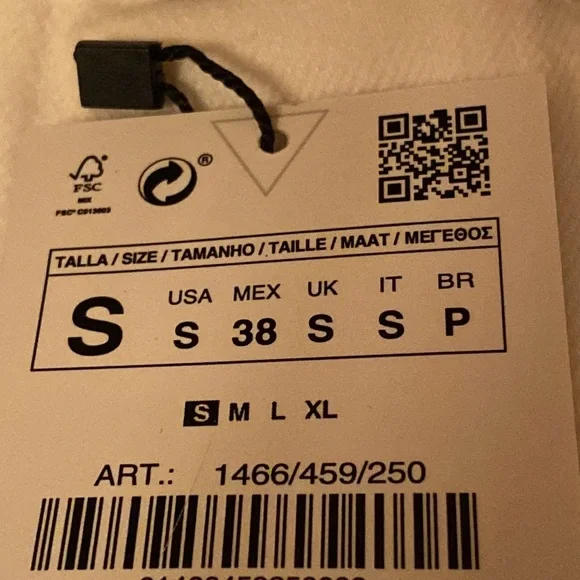 ®
FSC®
MIX
FSC® C013003
TALLA / SIZE / TAMANHO / TAILLE / MAAT / ΜΕΓΕΘΟΣ
S
USA MEX UK IT BR
S 38 S S P
S M L XL
ART.: 1466/459/250